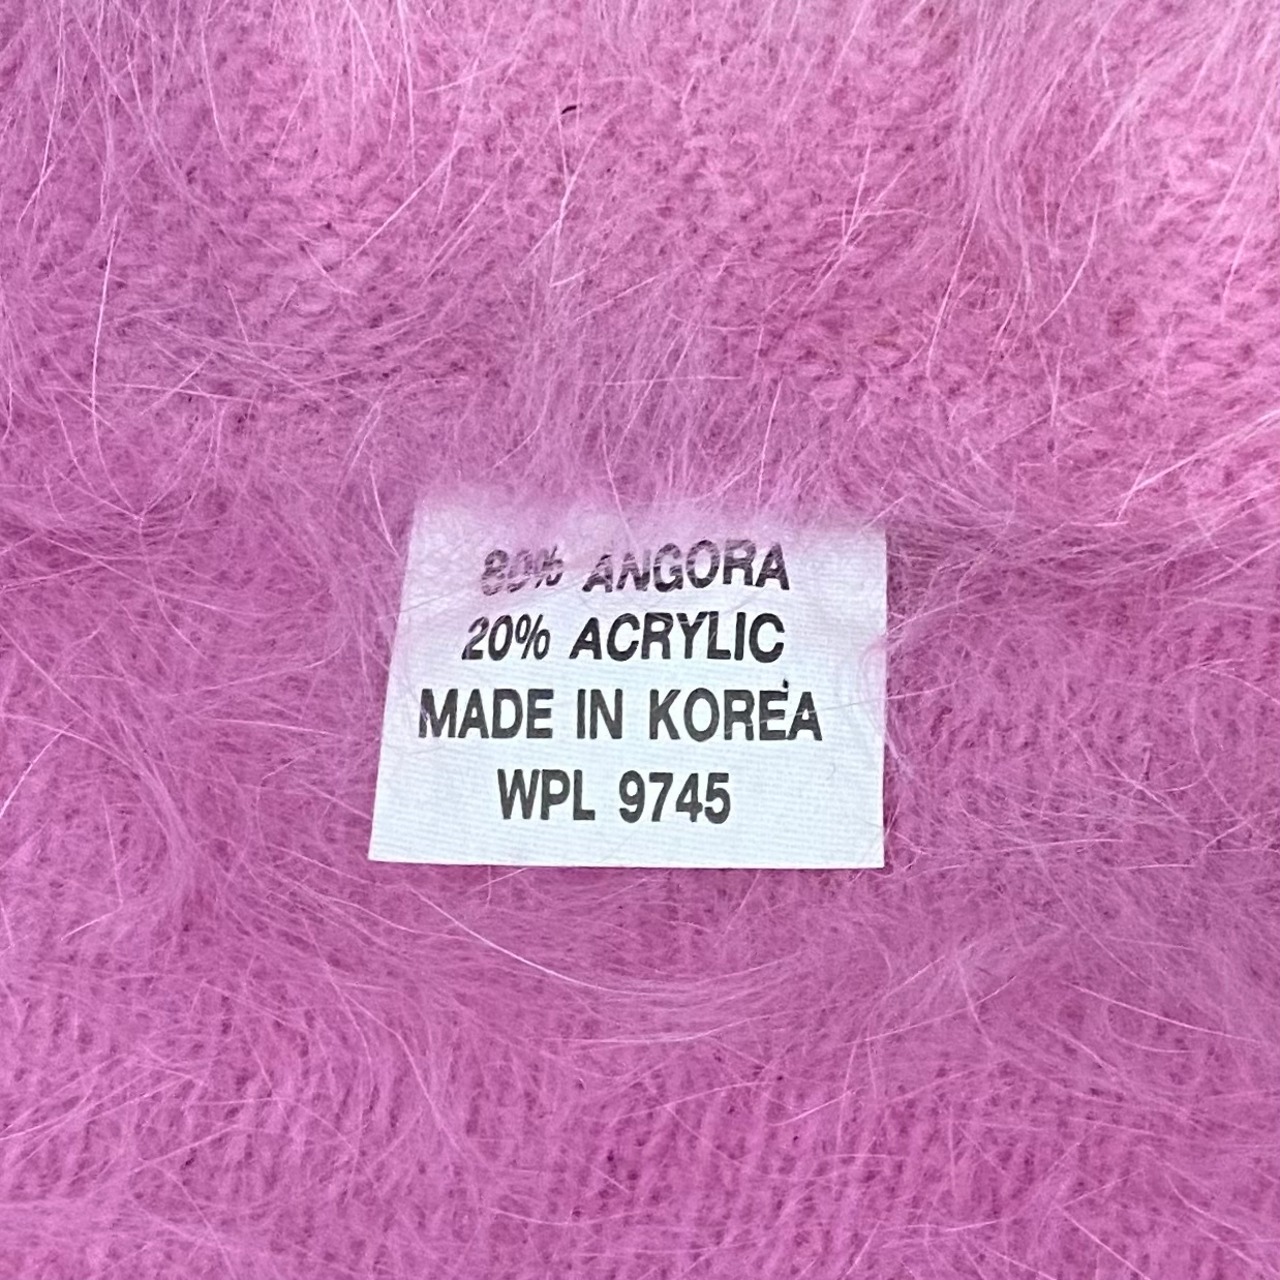 80% ANGORA
20% ACRYLIC
MADE IN KOREA
WPL 9745